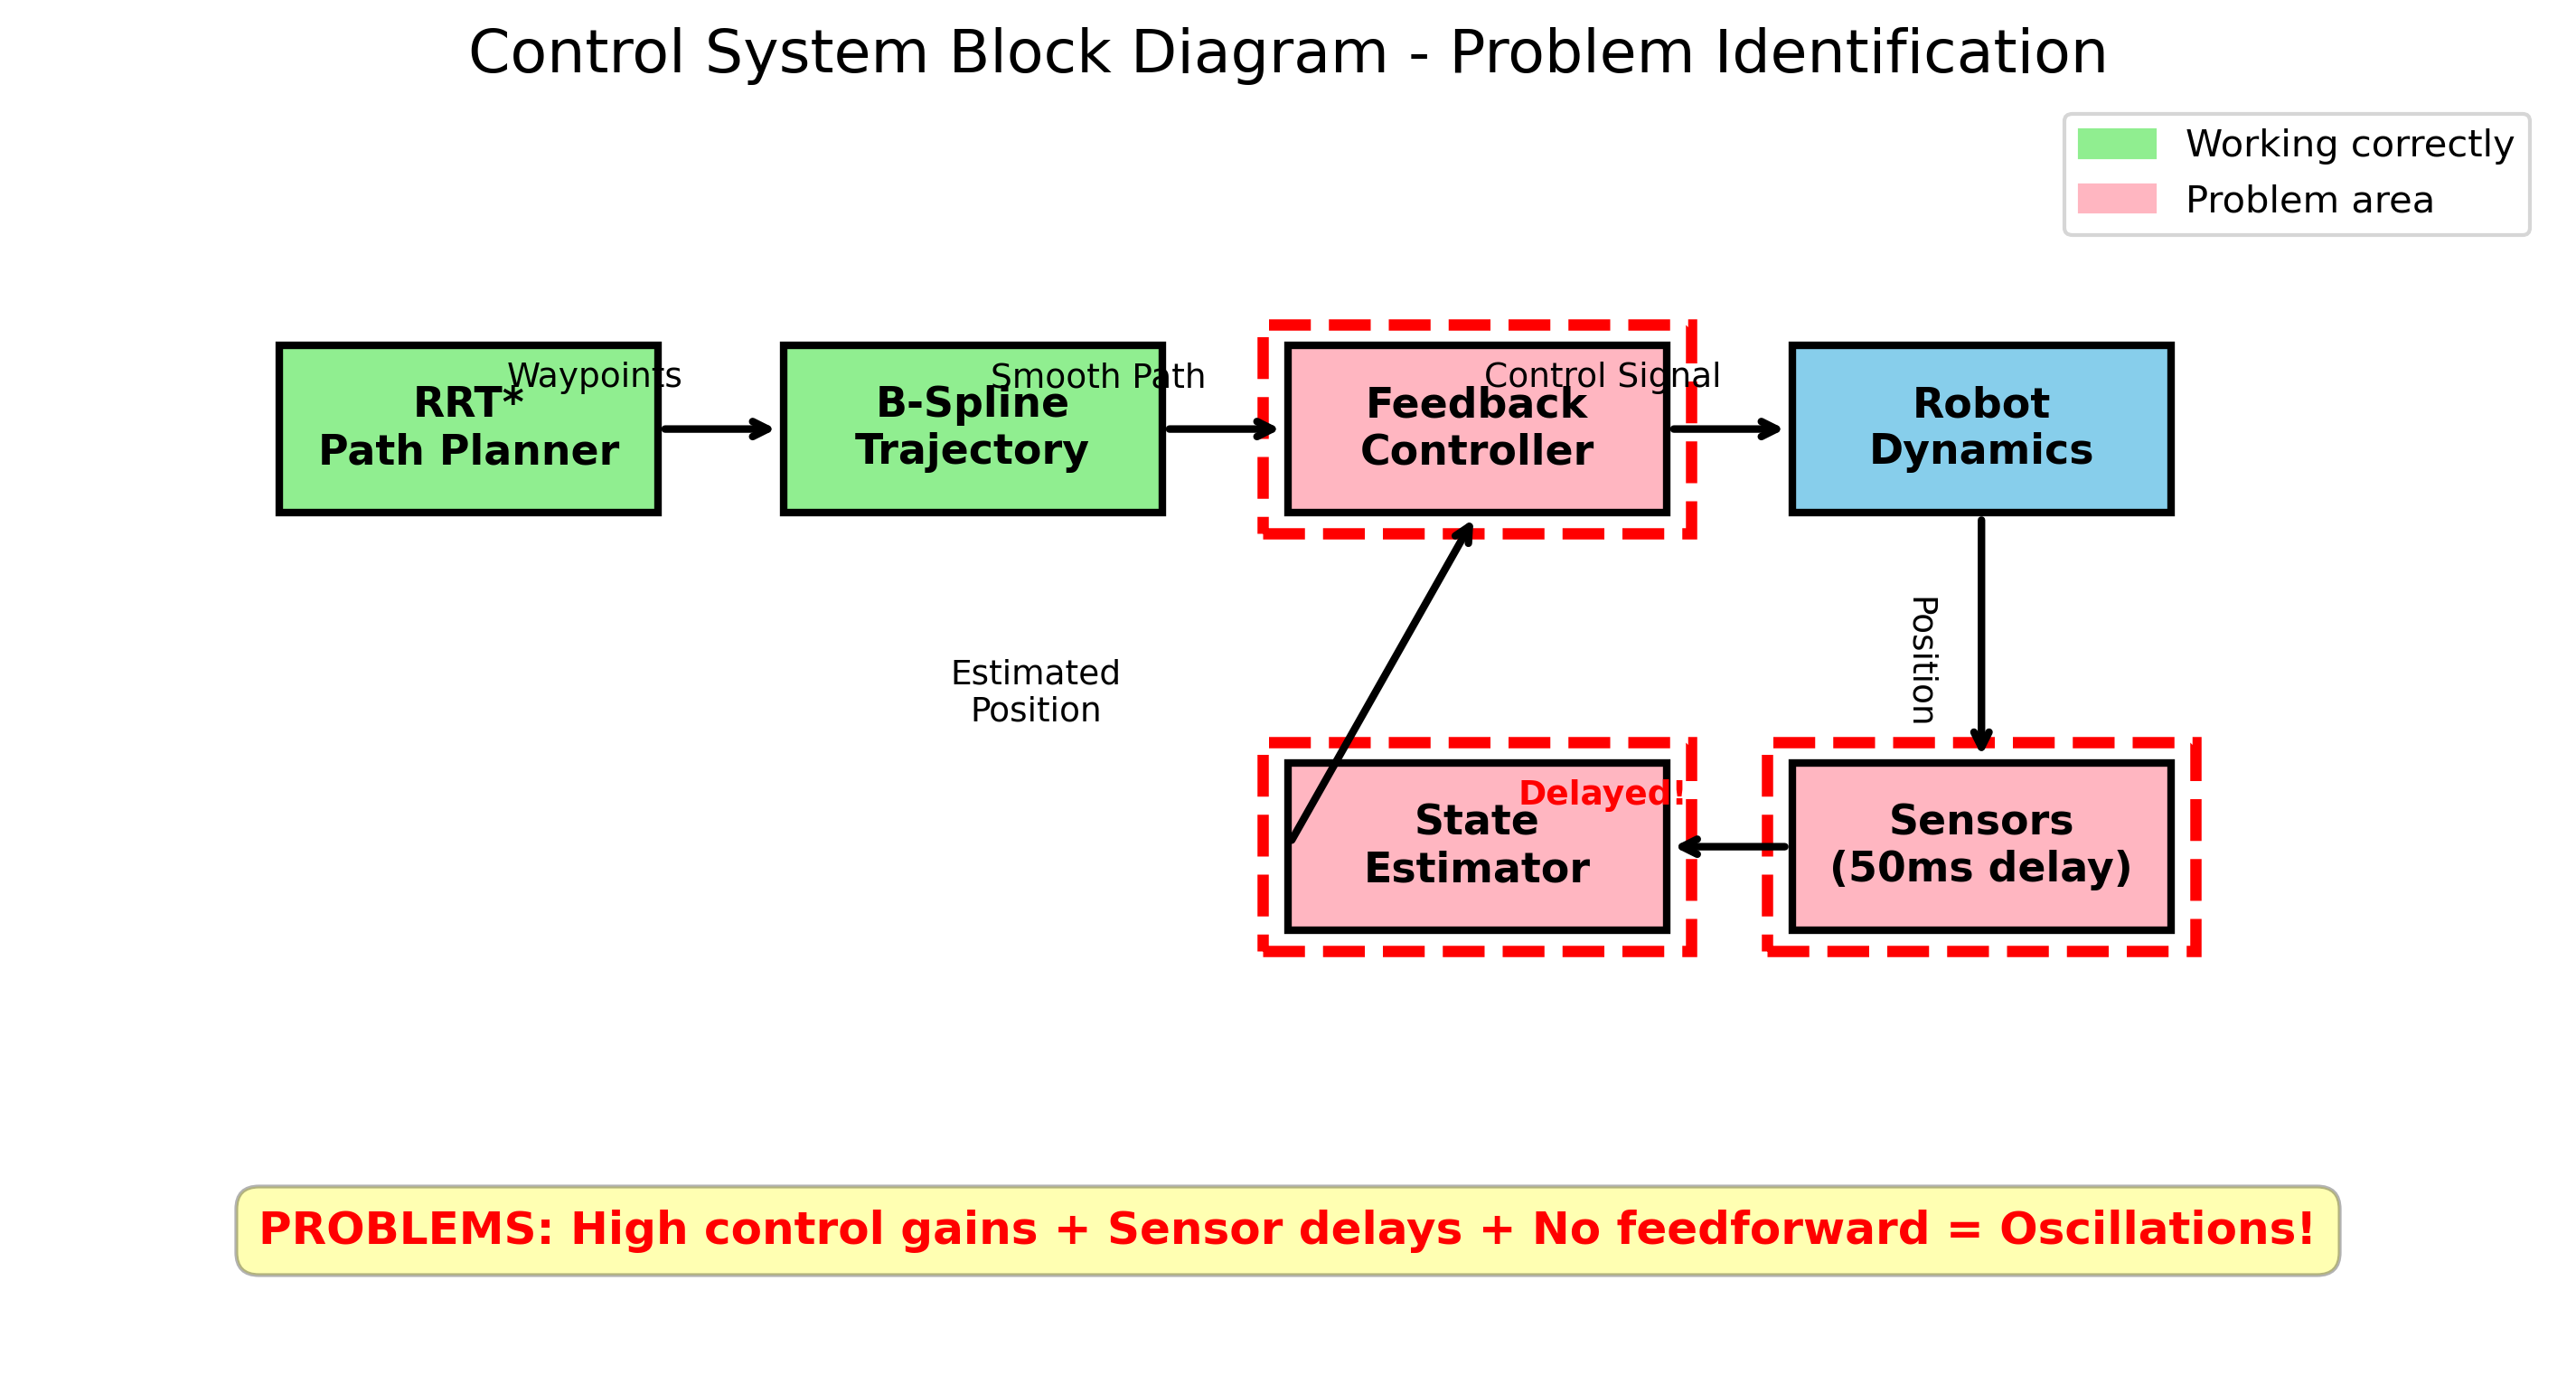 Control System Block Diagram - Problem Identification
Working correctly
Problem area
Waypoints
RRT*
Path Planner
Smooth Path
B-Spline
Trajectory
Control Signal
Feedback
Controller
Robot
Dynamics
Estimated
Position
Position
Delayed!
State
Estimator
Sensors
(50ms delay)
PROBLEMS: High control gains + Sensor delays + No feedforward = Oscillations!